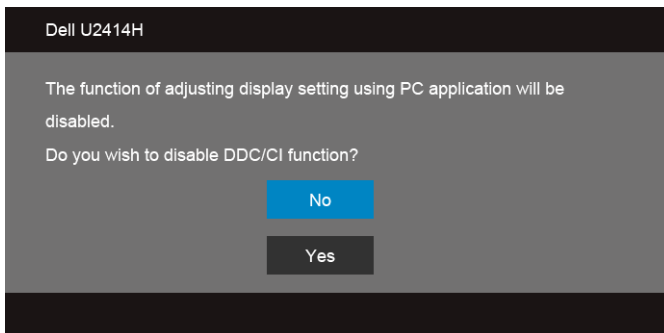 Dell U2414H
The function of adjusting display setting using PC application will be
disabled.
Do you wish to disable DDC/CI function?
No
Yes